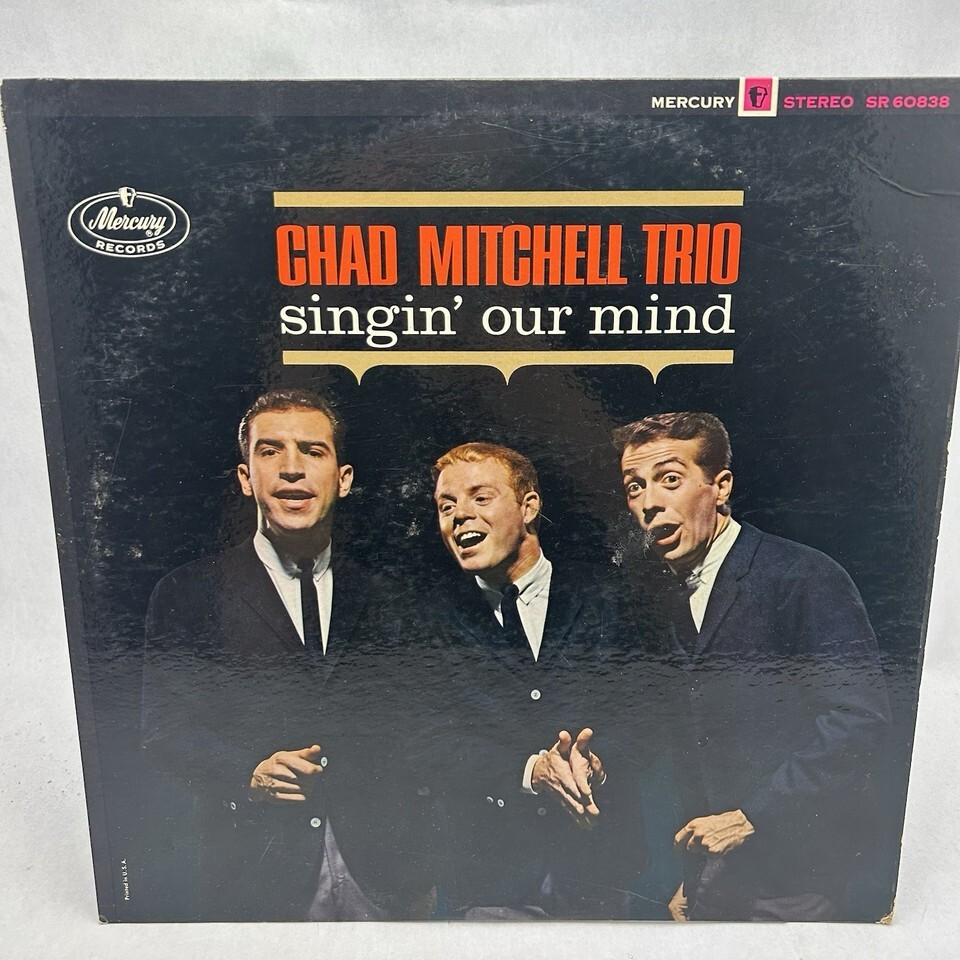 MERCURY STEREO SR 60838
Mercury®
RECORDS
CHAD MITCHELL TRIO
singin' our mind
Printed in U.S.A.